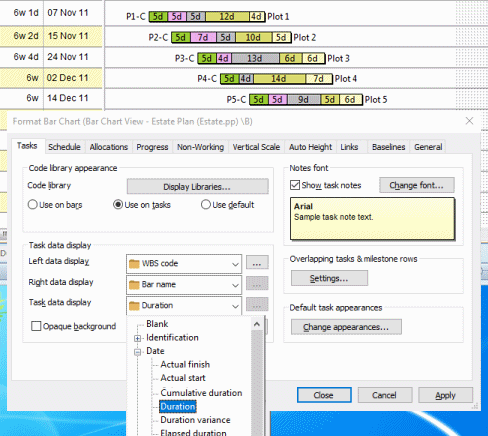 6w 1d 07 Nov 11 P1-C 5d 5d 5d 12d 4d Plot 1
6w 2d 15 Nov 11 P2-C 5d 7d 5d 10d 5d Plot 2
6w 4d 24 Nov 11 P3-C 5d 4d 13d 6d 6d Plot 3
6w 02 Dec 11 P4-C 5d 4d 14d 7d Plot 4
6w 14 Dec 11 P5-C 5d 5d 9d 5d 6d Plot 5
Format Bar Chart (Bar Chart View - Estate Plan (Estate.pp) \B)
Tasks Schedule Allocations Progress Non-Working Vertical Scale Auto Height Links Baselines General
Code library appearance
Code library Display Libraries...
Use on bars Use on tasks Use default
Notes font
Show task notes Change font...
Arial
Sample task note text.
Task data display
Left data display WBS code ...
Right data display Bar name ...
Task data display Duration ...
Opaque background
Overlapping tasks & milestone rows
Settings...
Default task appearances
Change appearances...
Blank
Identification
Date
Actual finish
Actual start
Cumulative duration
Duration
Duration variance
Elapsed duration
Close Cancel Apply